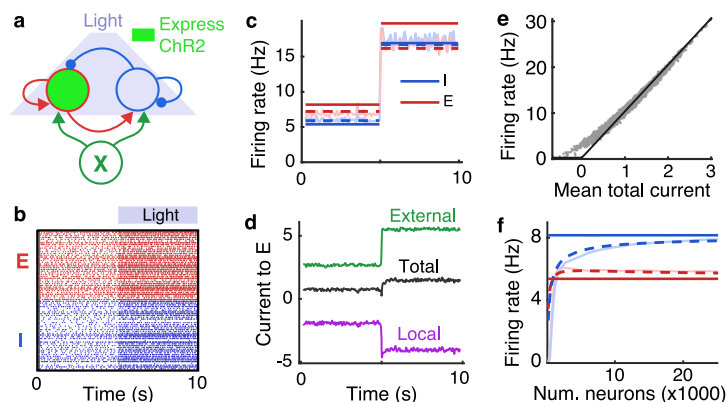 a
Light
Express
ChR2
X
b
Light
E
I
0
10
Time (s)
c
Firing rate (Hz)
15
10
5
0
I
E
0
10
d
Current to E
5
0
-5
External
Total
Local
0
10
Time (s)
e
Firing rate (Hz)
30
20
10
0
0
1
2
3
Mean total current
f
Firing rate (Hz)
8
4
0
0
10
20
Num. neurons (x1000)